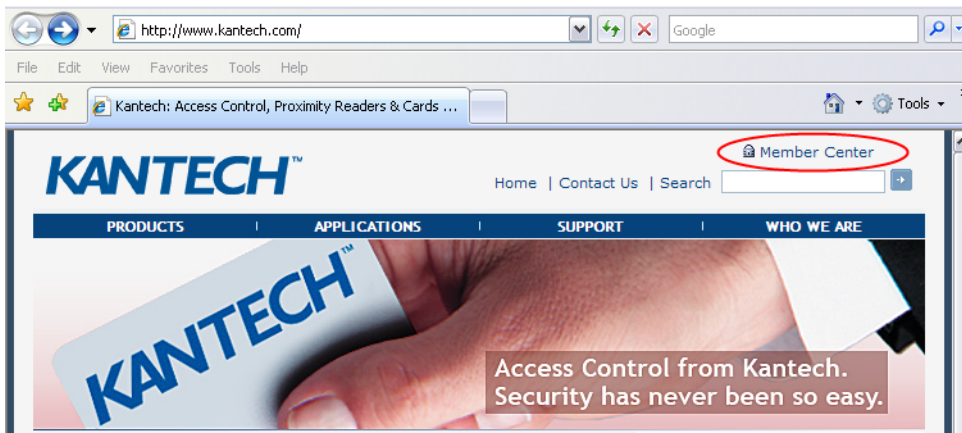 http://www.kantech.com/
Google
File Edit View Favorites Tools Help
Kantech: Access Control, Proximity Readers & Cards ...
Tools
KANTECH™
Member Center
Home | Contact Us | Search
PRODUCTS | APPLICATIONS | SUPPORT | WHO WE ARE
KANTECH™
Access Control from Kantech.
Security has never been so easy.